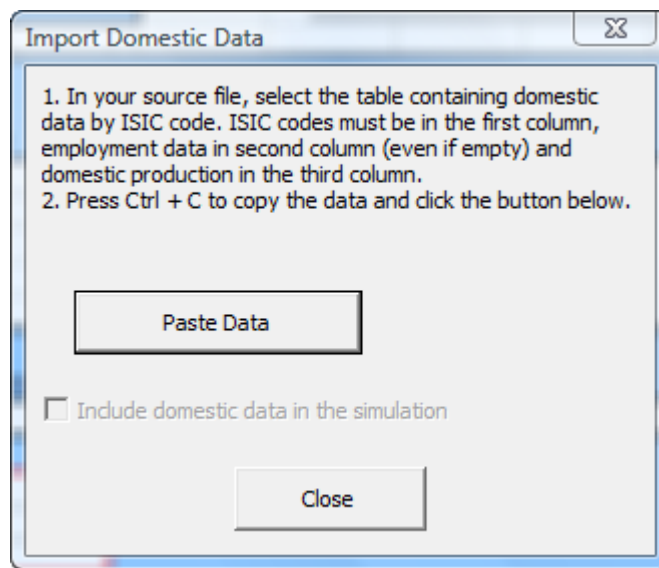 Import Domestic Data
1. In your source file, select the table containing domestic
data by ISIC code. ISIC codes must be in the first column,
employment data in second column (even if empty) and
domestic production in the third column.
2. Press Ctrl + C to copy the data and click the button below.
Paste Data
Include domestic data in the simulation
Close